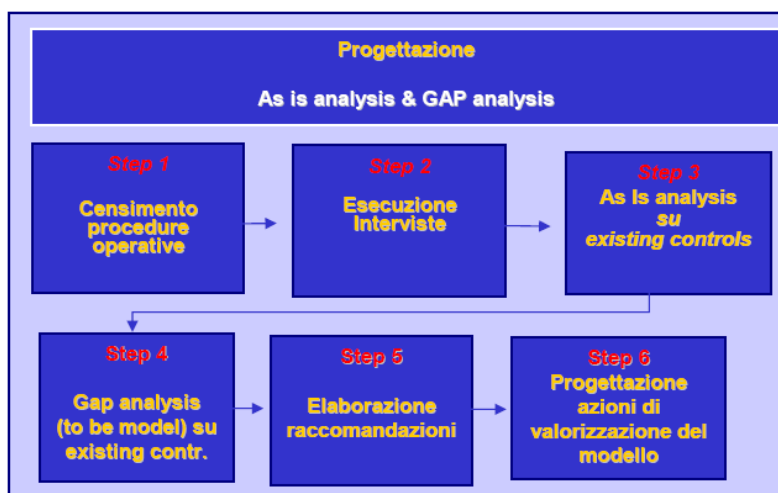 Progettazione
As is analysis & GAP analysis
Step 1
Censimento
procedure
operative
Step 2
Esecuzione
Interviste
Step 3
As Is analysis
su
existing controls
Step 4
Gap analysis
(to be model) su
existing contr.
Step 5
Elaborazione
raccomandazioni
Step 6
Progettazione
azioni di
valorizzazione del
modello